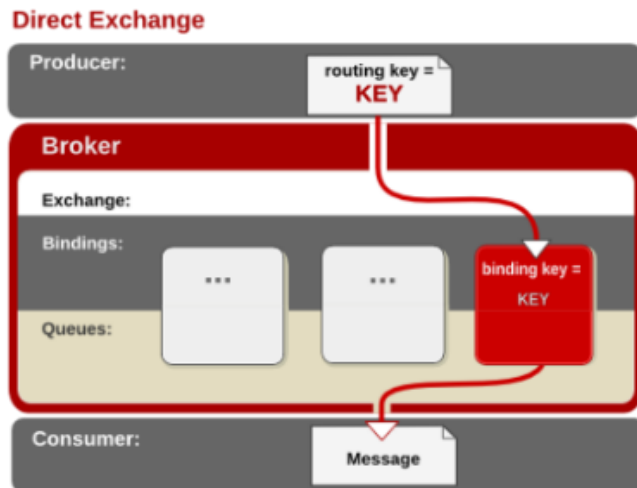 Direct Exchange
Producer:
routing key =
KEY
Broker
Exchange:
Bindings:
...
...
binding key =
KEY
Queues:
Consumer:
Message